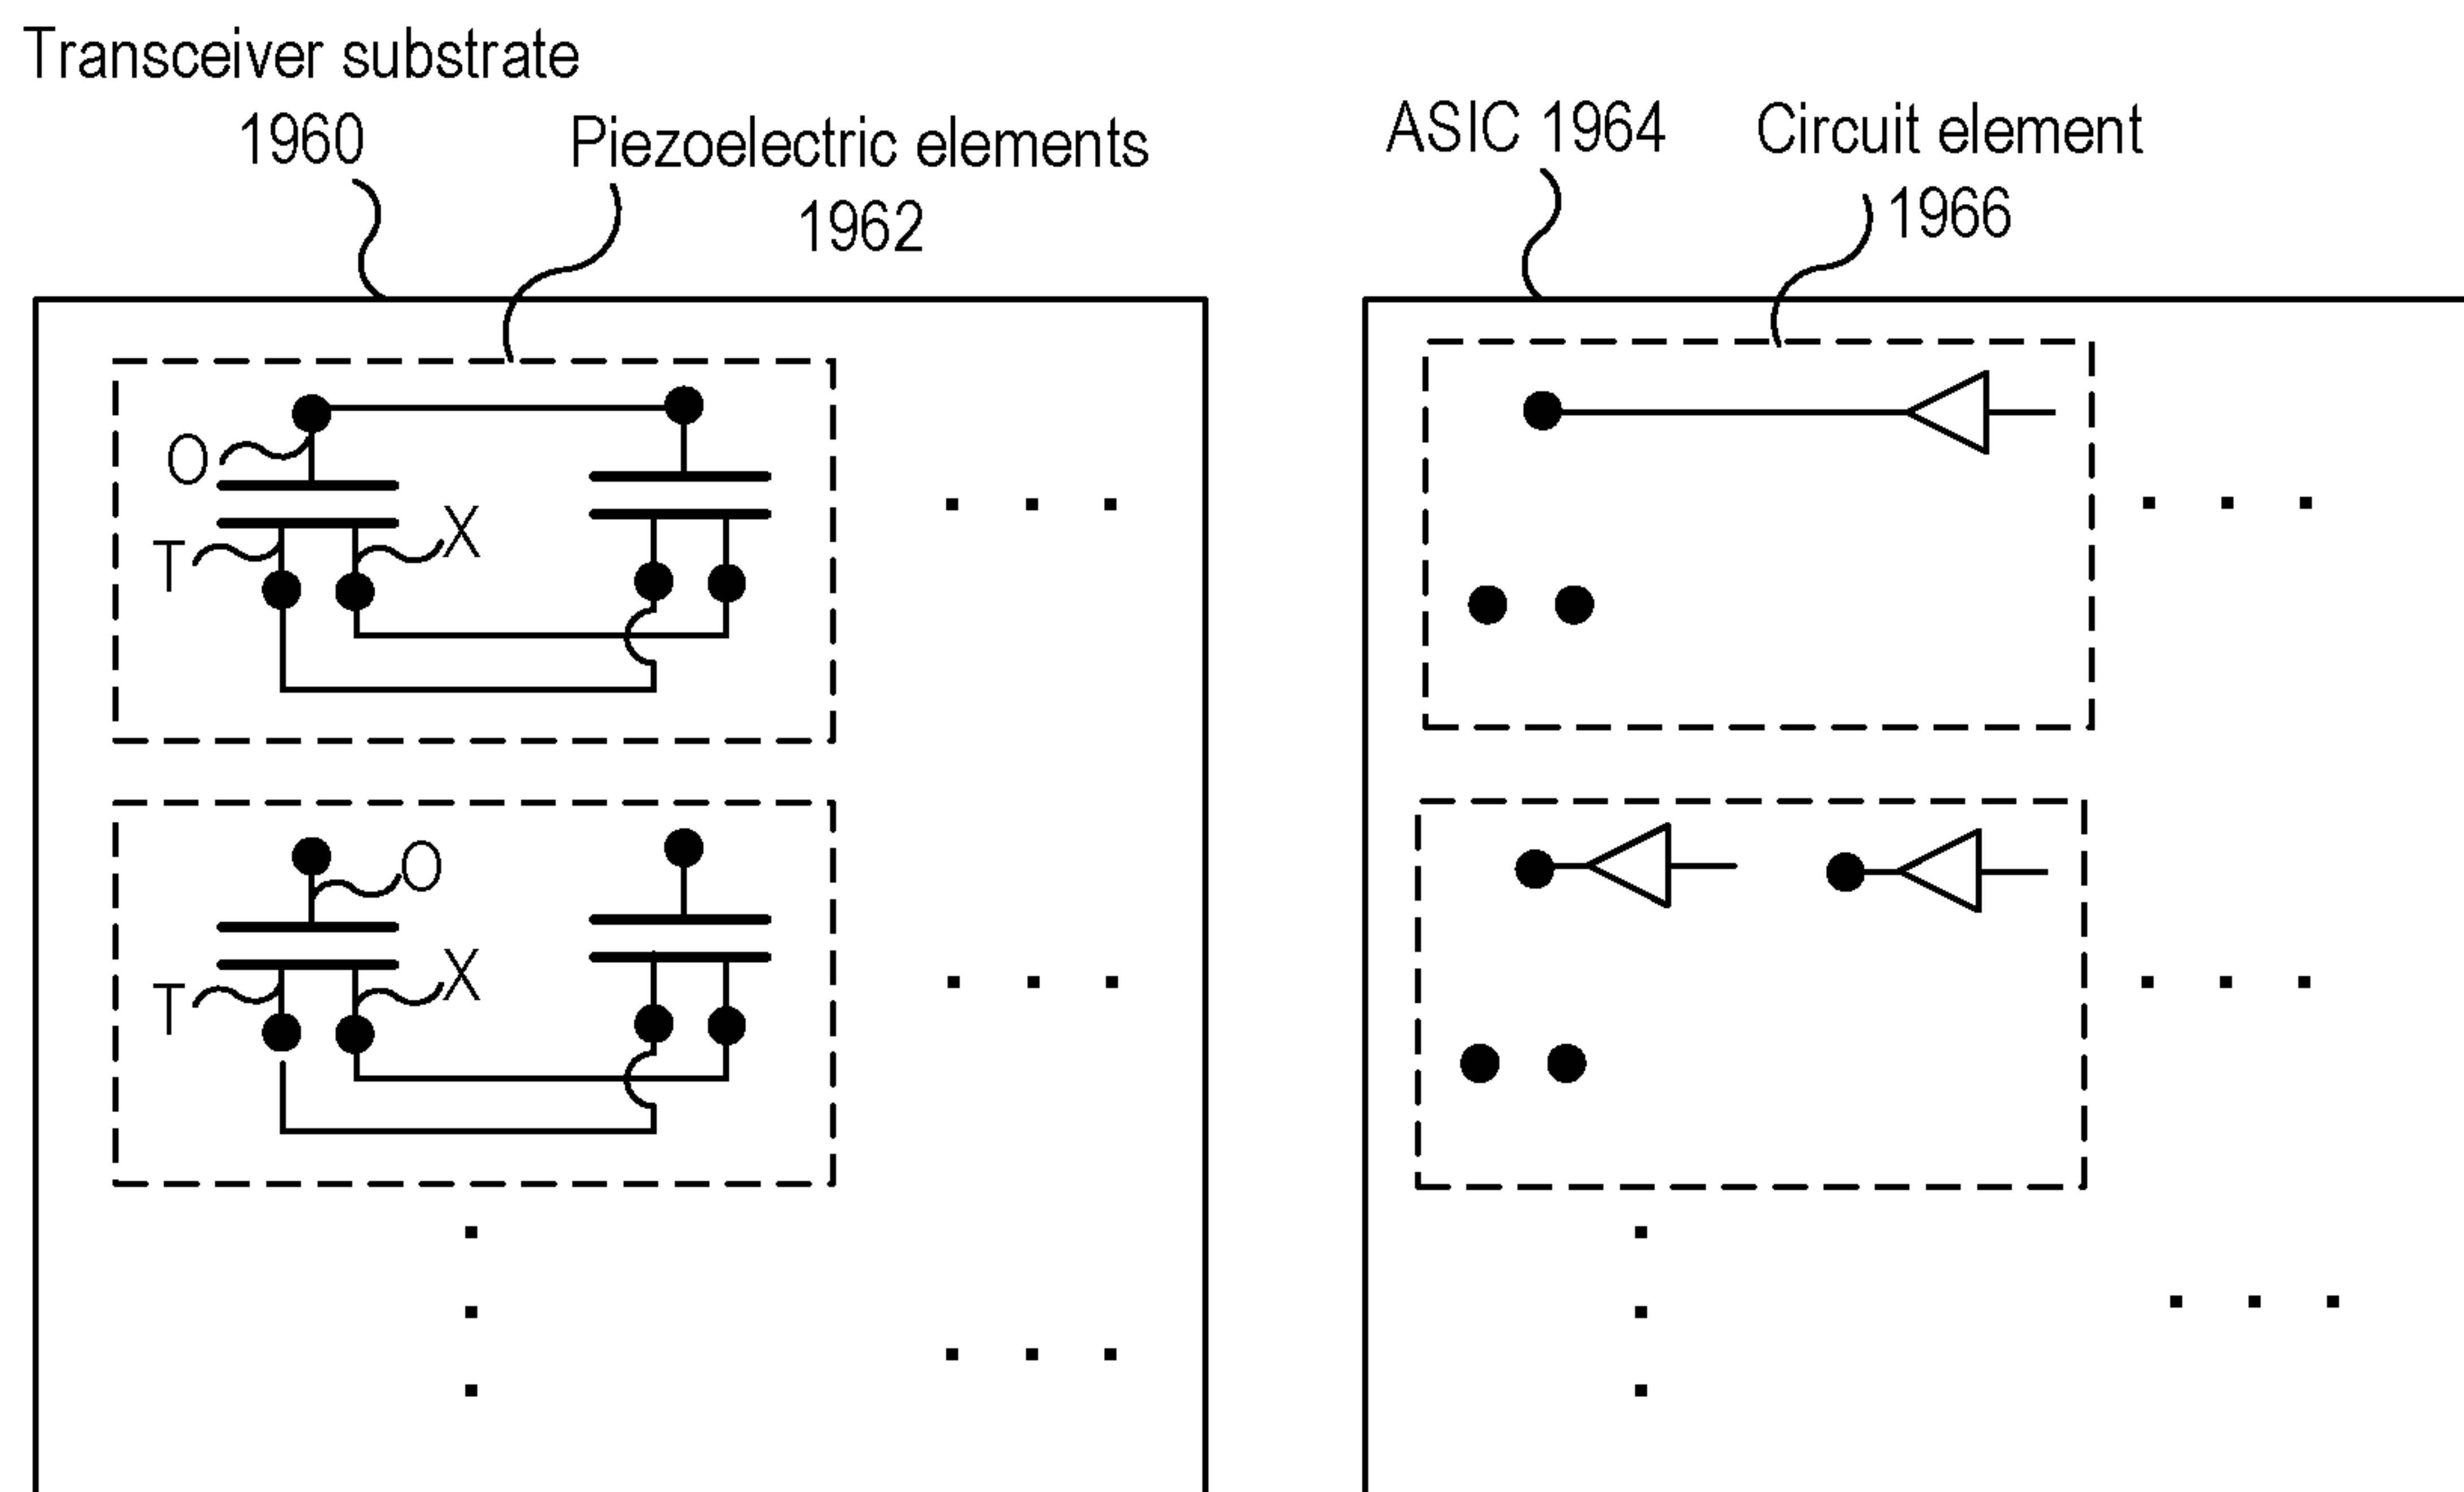 Transceiver substrate
1960
Piezoelectric elements
1962
ASIC 1964
Circuit element
1966
O
T
X
O
T
X